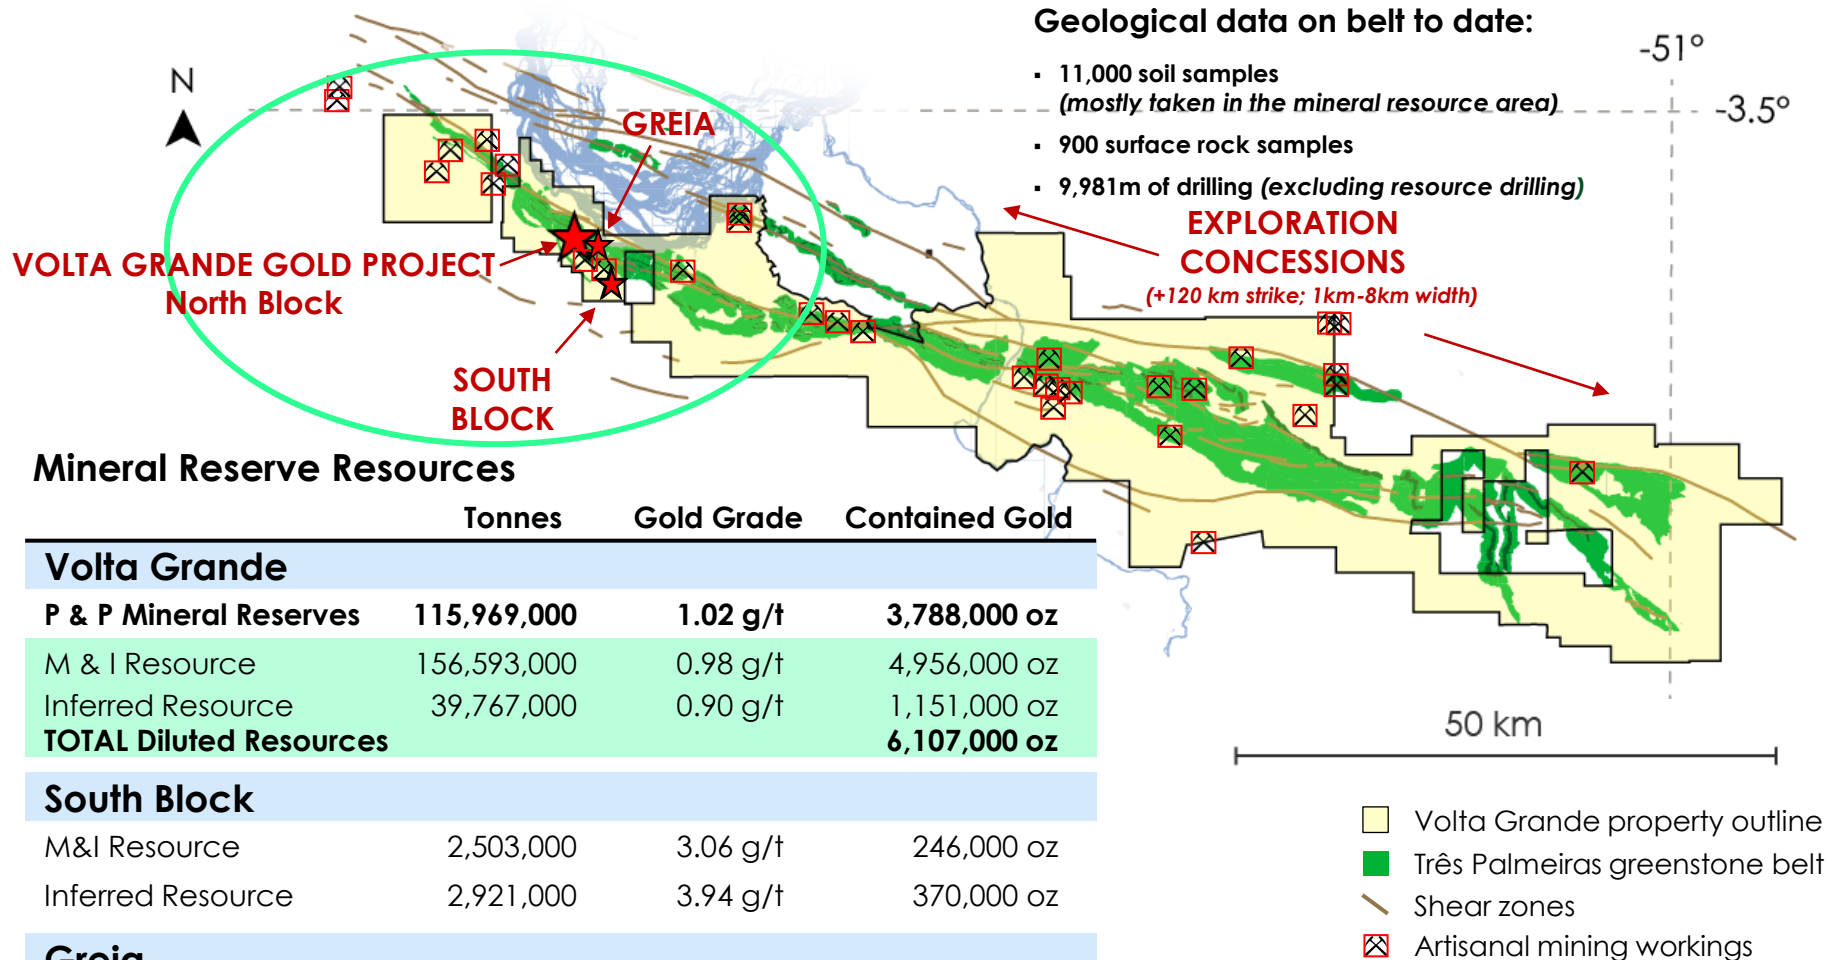 Geological data on belt to date:
▪ 11,000 soil samples
(mostly taken in the mineral resource area)
▪ 900 surface rock samples
▪ 9,981m of drilling (excluding resource drilling)
-51°
-3.5°
N
GREIA
EXPLORATION
CONCESSIONS
(+120 km strike; 1km-8km width)
VOLTA GRANDE GOLD PROJECT
North Block
SOUTH
BLOCK
Mineral Reserve Resources
Tonnes Gold Grade Contained Gold
Volta Grande
P & P Mineral Reserves 115,969,000 1.02 g/t 3,788,000 oz
M & I Resource 156,593,000 0.98 g/t 4,956,000 oz
Inferred Resource 39,767,000 0.90 g/t 1,151,000 oz
TOTAL Diluted Resources 6,107,000 oz
South Block
M&I Resource 2,503,000 3.06 g/t 246,000 oz
Inferred Resource 2,921,000 3.94 g/t 370,000 oz
Greia
50 km
Volta Grande property outline
Três Palmeiras greenstone belt
Shear zones
Artisanal mining workings